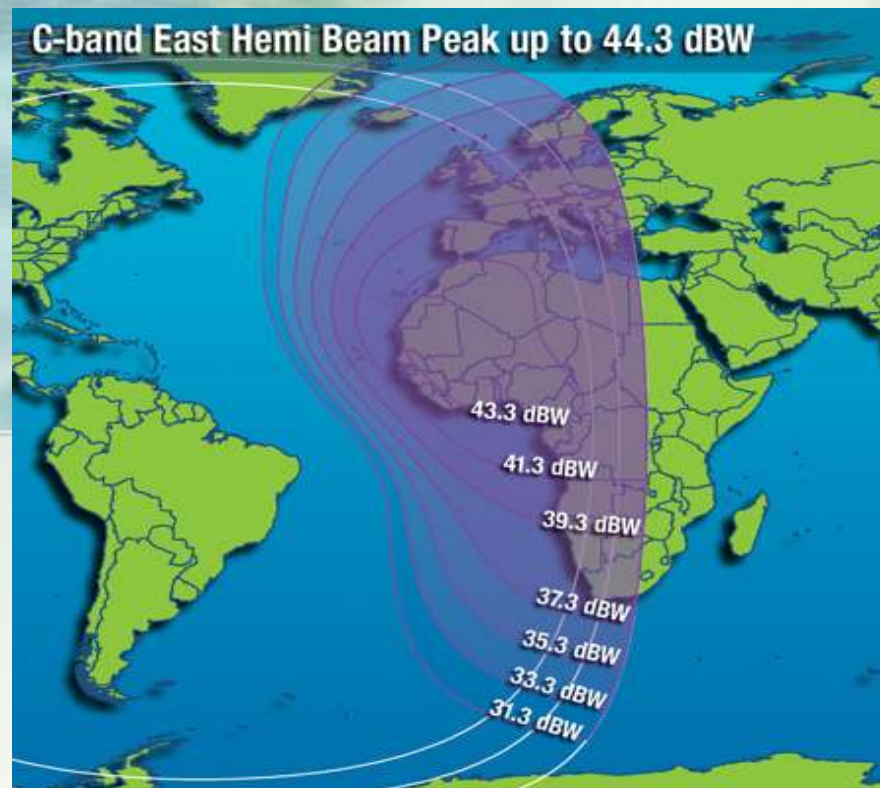 C-band East Hemi Beam Peak up to 44.3 dBW
43.3 dBW
41.3 dBW
39.3 dBW
37.3 dBW
35.3 dBW
33.3 dBW
31.3 dBW